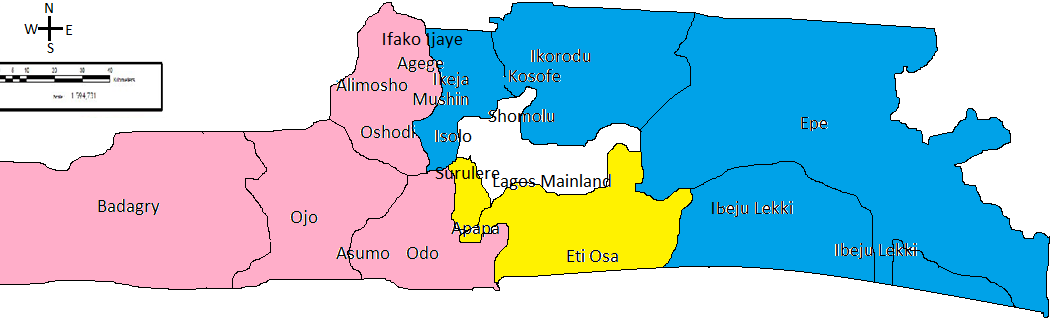 N
W E
S
Ifako Ijaye
Agege
Alimosho
Ikeja
Mushin
Oshodi
Isolo
Ikorodu
Kosofe
Shomolu
Epe
Surulere
Lagos Mainland
Badagry
Ojo
Apapa
Ibeju Lekki
Asumo Odo
Eti Osa
Ibeju Lekki